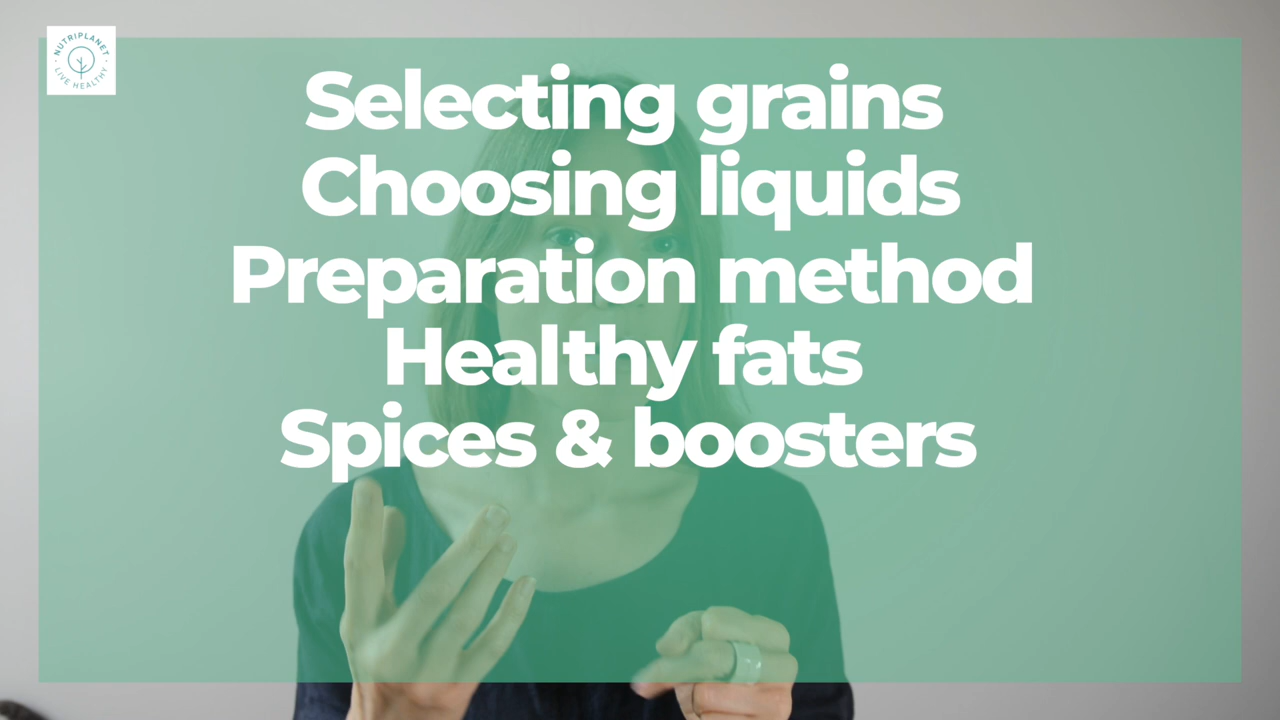 NUTRIPLANET
· LIVE HEALTHY ·
Selecting grains
Choosing liquids
Preparation method
Healthy fats
Spices & boosters